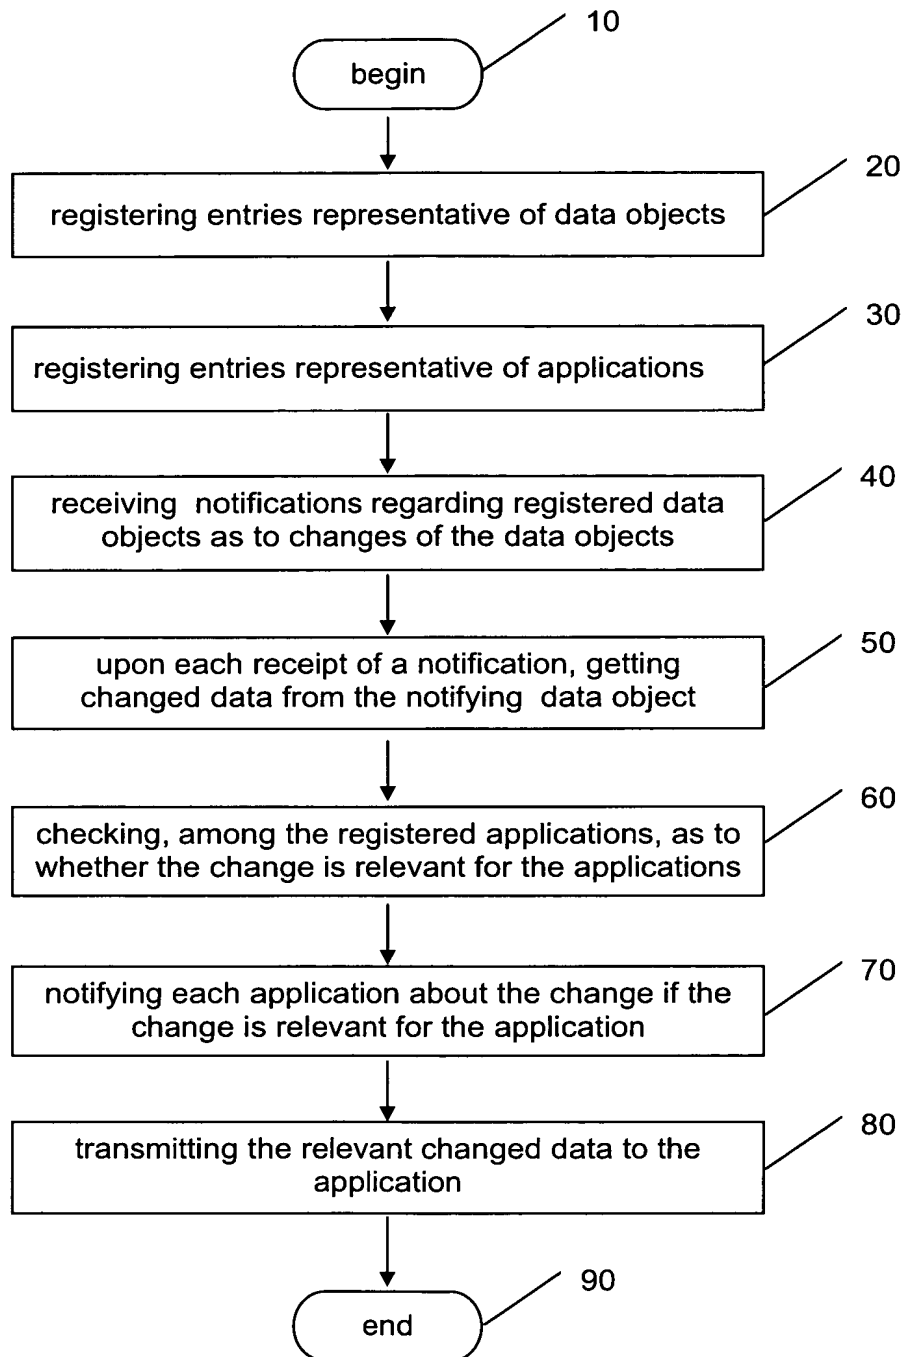 10
begin
20
registering entries representative of data objects
30
registering entries representative of applications
40
receiving notifications regarding registered data
objects as to changes of the data objects
50
upon each receipt of a notification, getting
changed data from the notifying data object
60
checking, among the registered applications, as to
whether the change is relevant for the applications
70
notifying each application about the change if the
change is relevant for the application
80
transmitting the relevant changed data to the
application
90
end